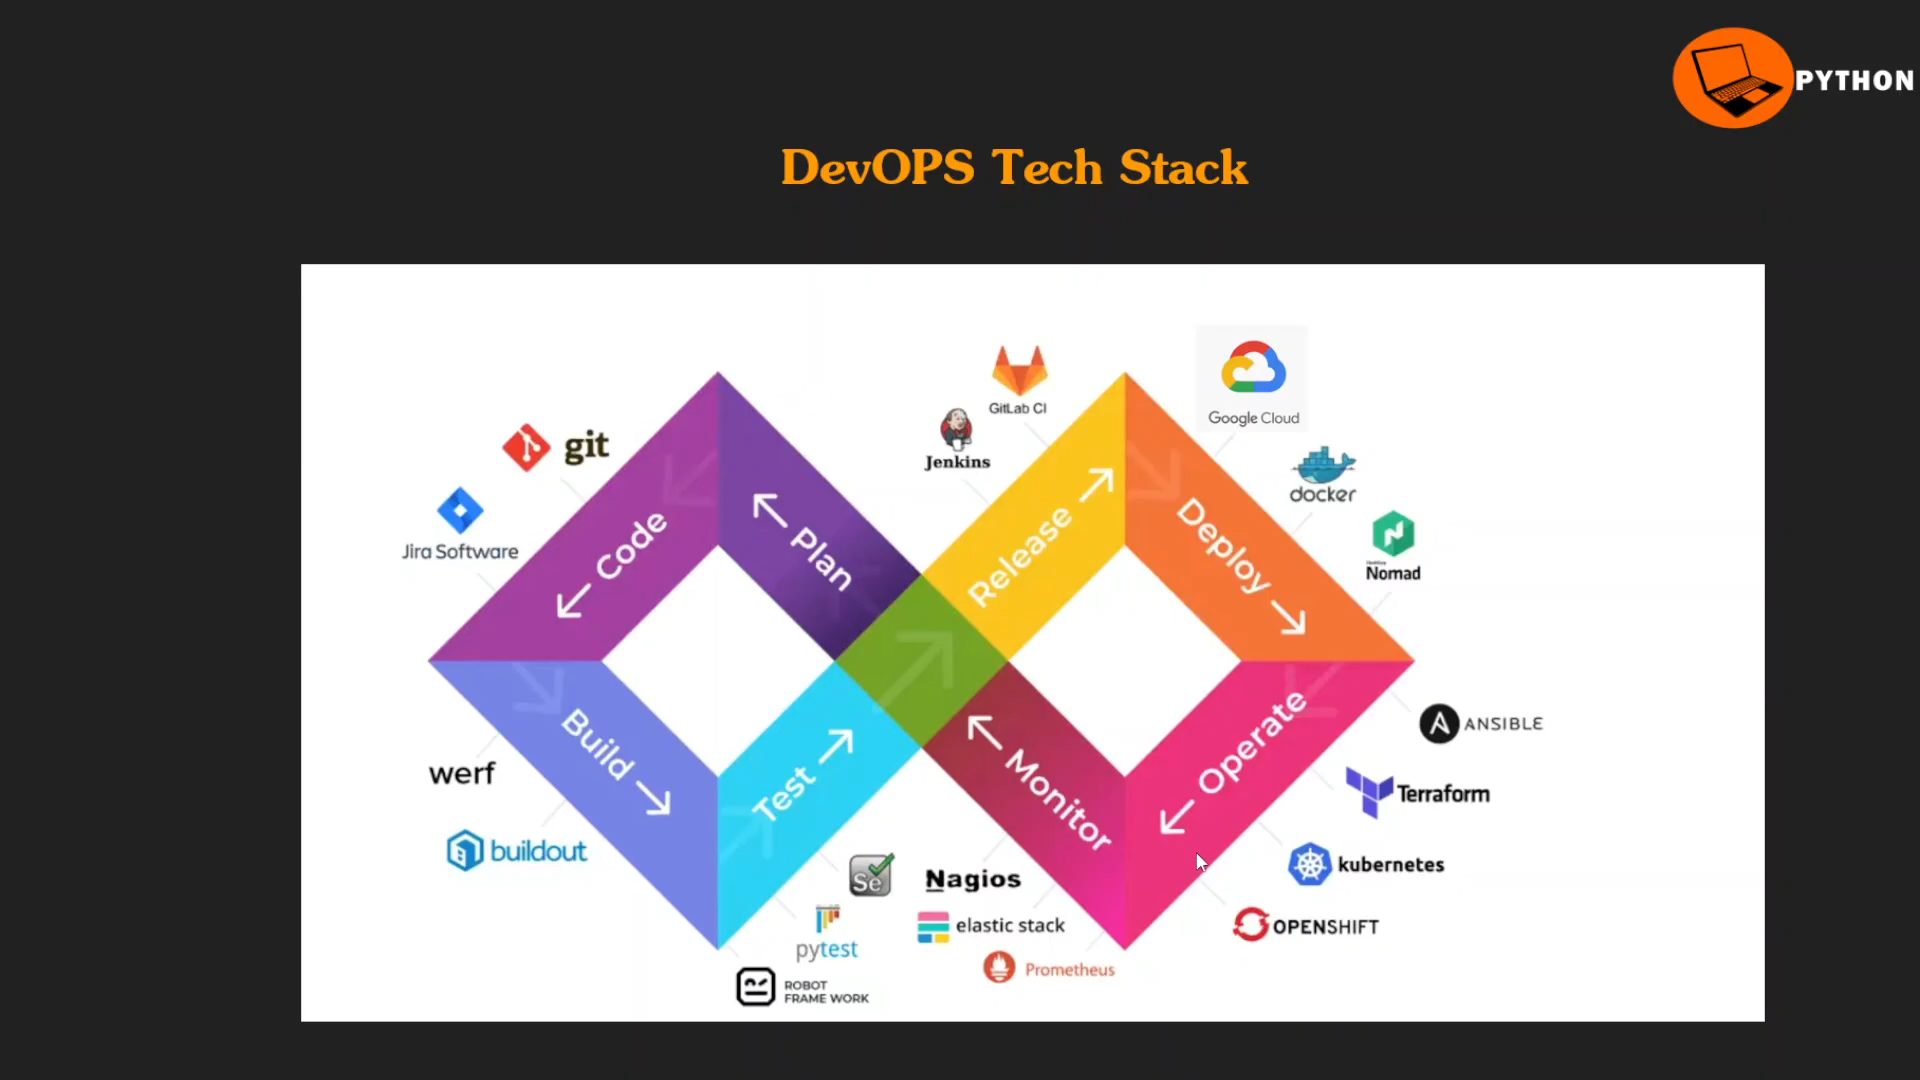 PYTHON
DevOPS Tech Stack
GitLab CI
Google Cloud
Jenkins
git
docker
Jira Software
Nomad
Code
Plan
Release
Deploy
Build
Test
Monitor
Operate
ANSIBLE
werf
Terraform
buildout
Se
Nagios
kubernetes
elastic stack
OPENSHIFT
pytest
Prometheus
ROBOT
FRAME WORK